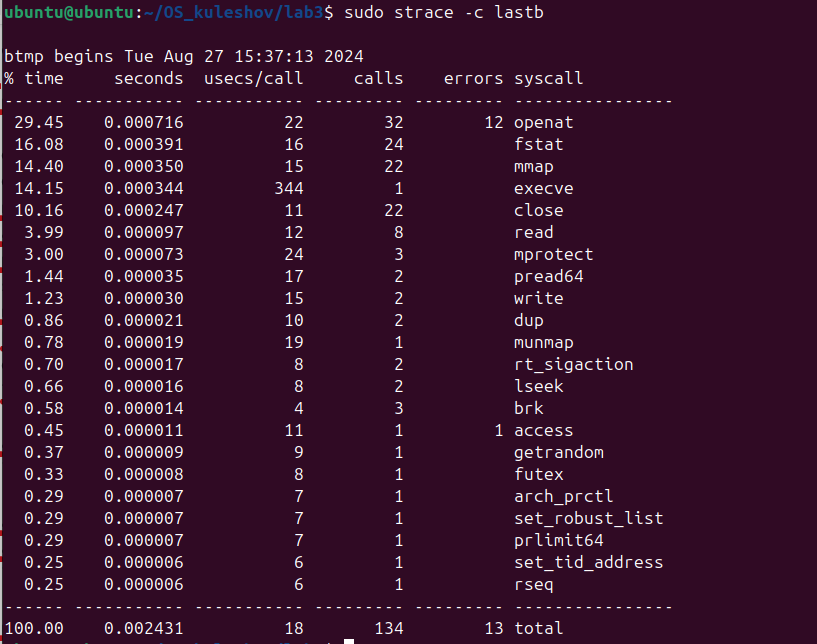 ubuntu@ubuntu:~/OS_kuleshov/lab3$ sudo strace -c lastb

btmp begins Tue Aug 27 15:37:13 2024
% time     seconds  usecs/call     calls    errors syscall
------ ----------- ----------- --------- --------- ----------------
 29.45    0.000716          22        32        12 openat
 16.08    0.000391          16        24           fstat
 14.40    0.000350          15        22           mmap
 14.15    0.000344         344         1           execve
 10.16    0.000247          11        22           close
  3.99    0.000097          12         8           read
  3.00    0.000073          24         3           mprotect
  1.44    0.000035          17         2           pread64
  1.23    0.000030          15         2           write
  0.86    0.000021          10         2           dup
  0.78    0.000019          19         1           munmap
  0.70    0.000017           8         2           rt_sigaction
  0.66    0.000016           8         2           lseek
  0.58    0.000014           4         3           brk
  0.45    0.000011          11         1         1 access
  0.37    0.000009           9         1           getrandom
  0.33    0.000008           8         1           futex
  0.29    0.000007           7         1           arch_prctl
  0.29    0.000007           7         1           set_robust_list
  0.29    0.000007           7         1           prlimit64
  0.25    0.000006           6         1           set_tid_address
  0.25    0.000006           6         1           rseq
------ ----------- ----------- --------- --------- ----------------
100.00    0.002431          18       134        13 total